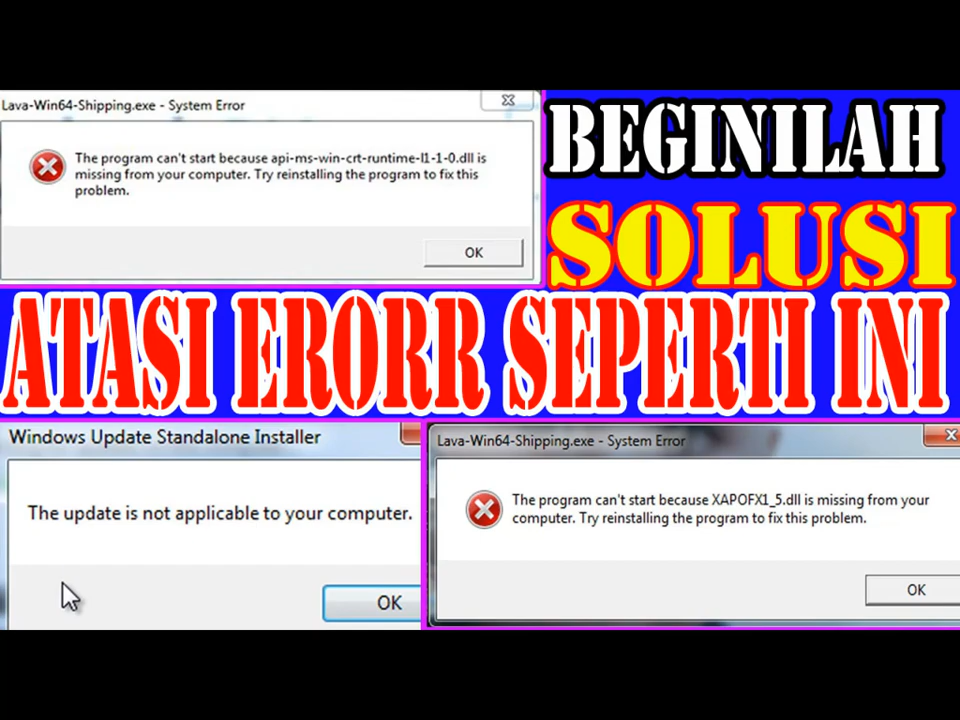 Lava-Win64-Shipping.exe - System Error
The program can't start because api-ms-win-crt-runtime-l1-1-0.dll is
missing from your computer. Try reinstalling the program to fix this
problem.
OK
BEGINILAH
SOLUSI
ATASI ERORR SEPERTI INI
Windows Update Standalone Installer
The update is not applicable to your computer.
OK
Lava-Win64-Shipping.exe - System Error
The program can't start because XAPOFX1_5.dll is missing from your
computer. Try reinstalling the program to fix this problem.
OK